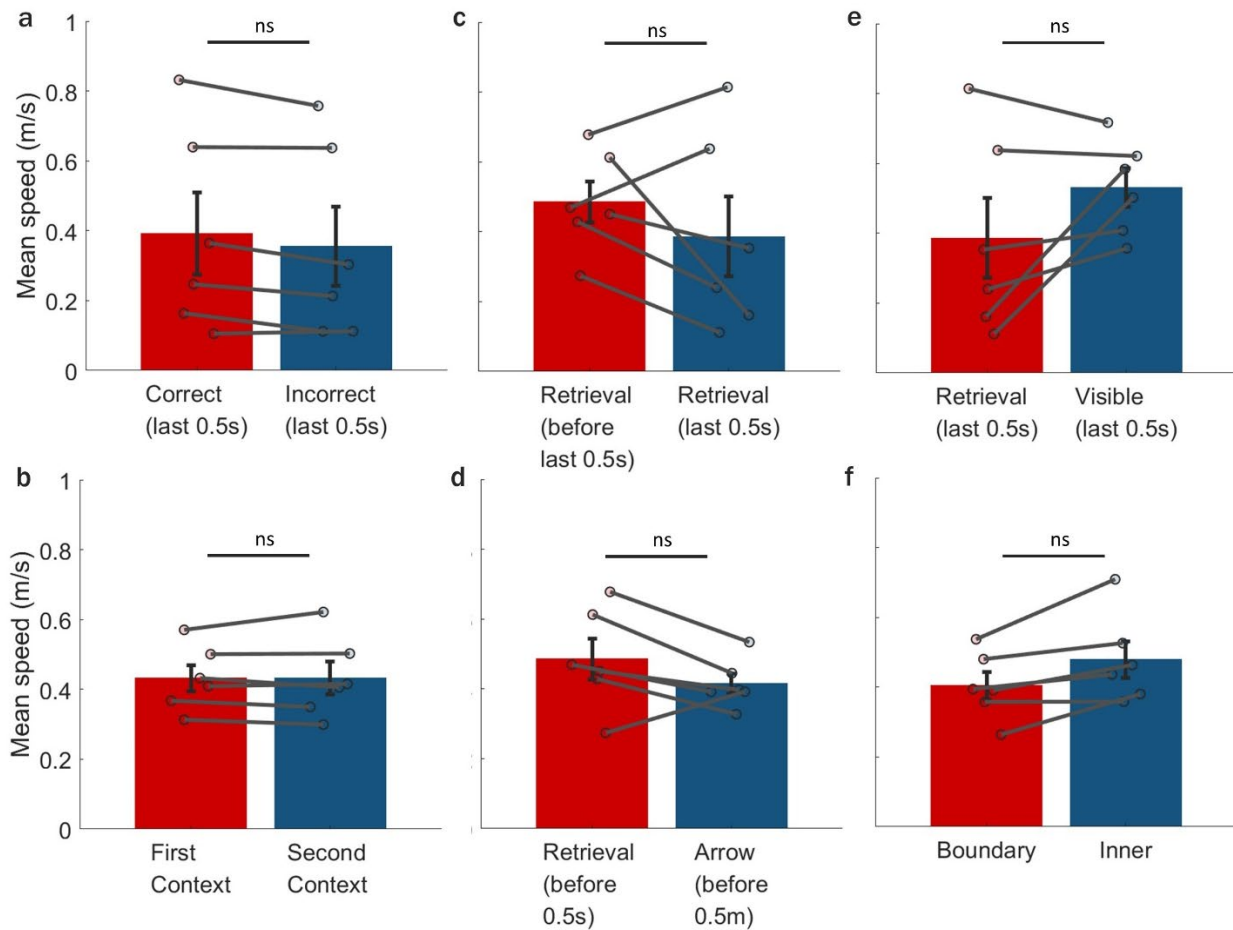 a
ns
1
0.8
0.6
0.4
0.2
0
Mean speed (m/s)
Correct
(last 0.5s)
Incorrect
(last 0.5s)
c
ns
Retrieval
(before
last 0.5s)
Retrieval
(last 0.5s)
e
ns
Retrieval
(last 0.5s)
Visible
(last 0.5s)
b
ns
1
0.8
0.6
0.4
0.2
0
Mean speed (m/s)
First
Context
Second
Context
d
ns
Retrieval
(before
0.5s)
Arrow
(before
0.5m)
f
ns
Boundary
Inner